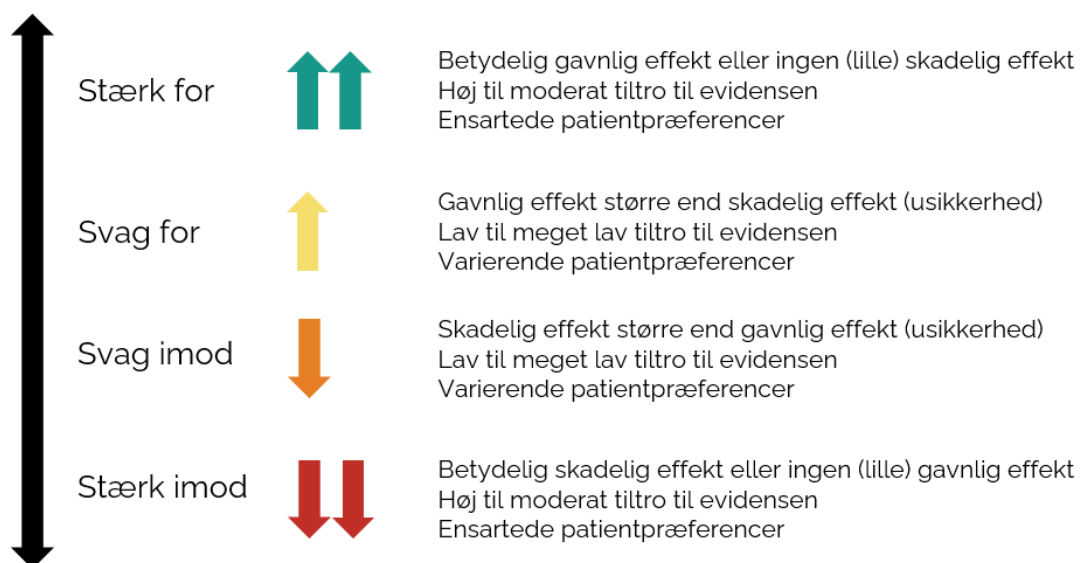 Stærk for
Betydelig gavnlig effekt eller ingen (lille) skadelig effekt
Høj til moderat tiltro til evidensen
Ensartede patientpræferencer
Svag for
Gavnlig effekt større end skadelig effekt (usikkerhed)
Lav til meget lav tiltro til evidensen
Varierende patientpræferencer
Svag imod
Skadelig effekt større end gavnlig effekt (usikkerhed)
Lav til meget lav tiltro til evidensen
Varierende patientpræferencer
Stærk imod
Betydelig skadelig effekt eller ingen (lille) gavnlig effekt
Høj til moderat tiltro til evidensen
Ensartede patientpræferencer